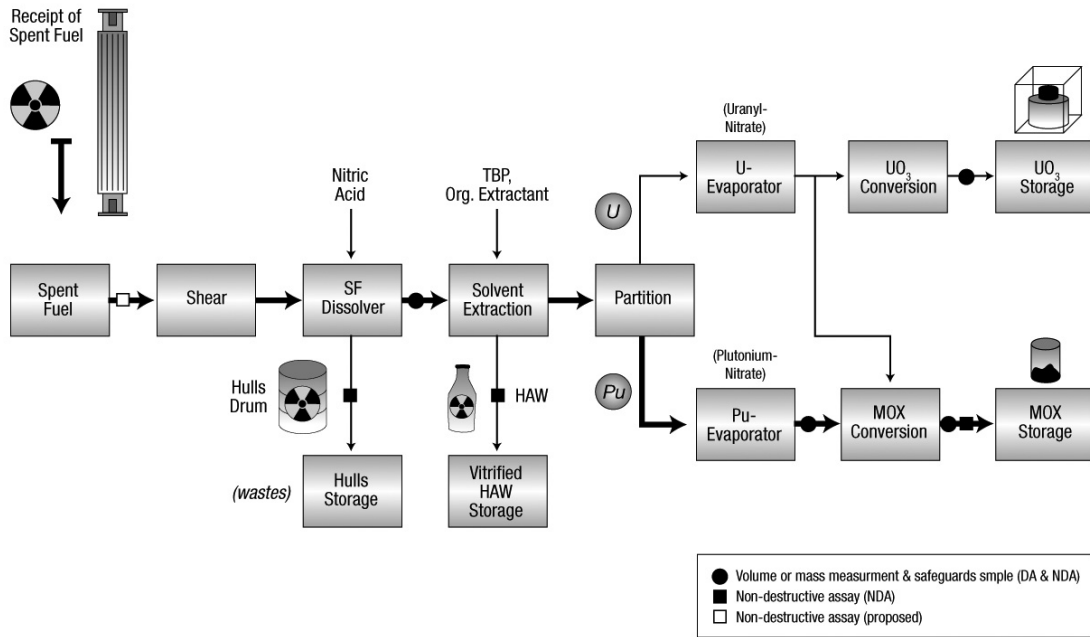 Receipt of
Spent Fuel
Nitric
Acid
TBP,
Org. Extractant
(Uranyl-
Nitrate)
U
U-
Evaporator
UO3
Conversion
UO3
Storage
Spent
Fuel
Shear
SF
Dissolver
Solvent
Extraction
Partition
Hulls
Drum
HAW
Pu
(Plutonium-
Nitrate)
Pu-
Evaporator
MOX
Conversion
MOX
Storage
(wastes)
Hulls
Storage
Vitrified
HAW
Storage
Volume or mass measurment & safeguards smple (DA & NDA)
Non-destructive assay (NDA)
Non-destructive assay (proposed)